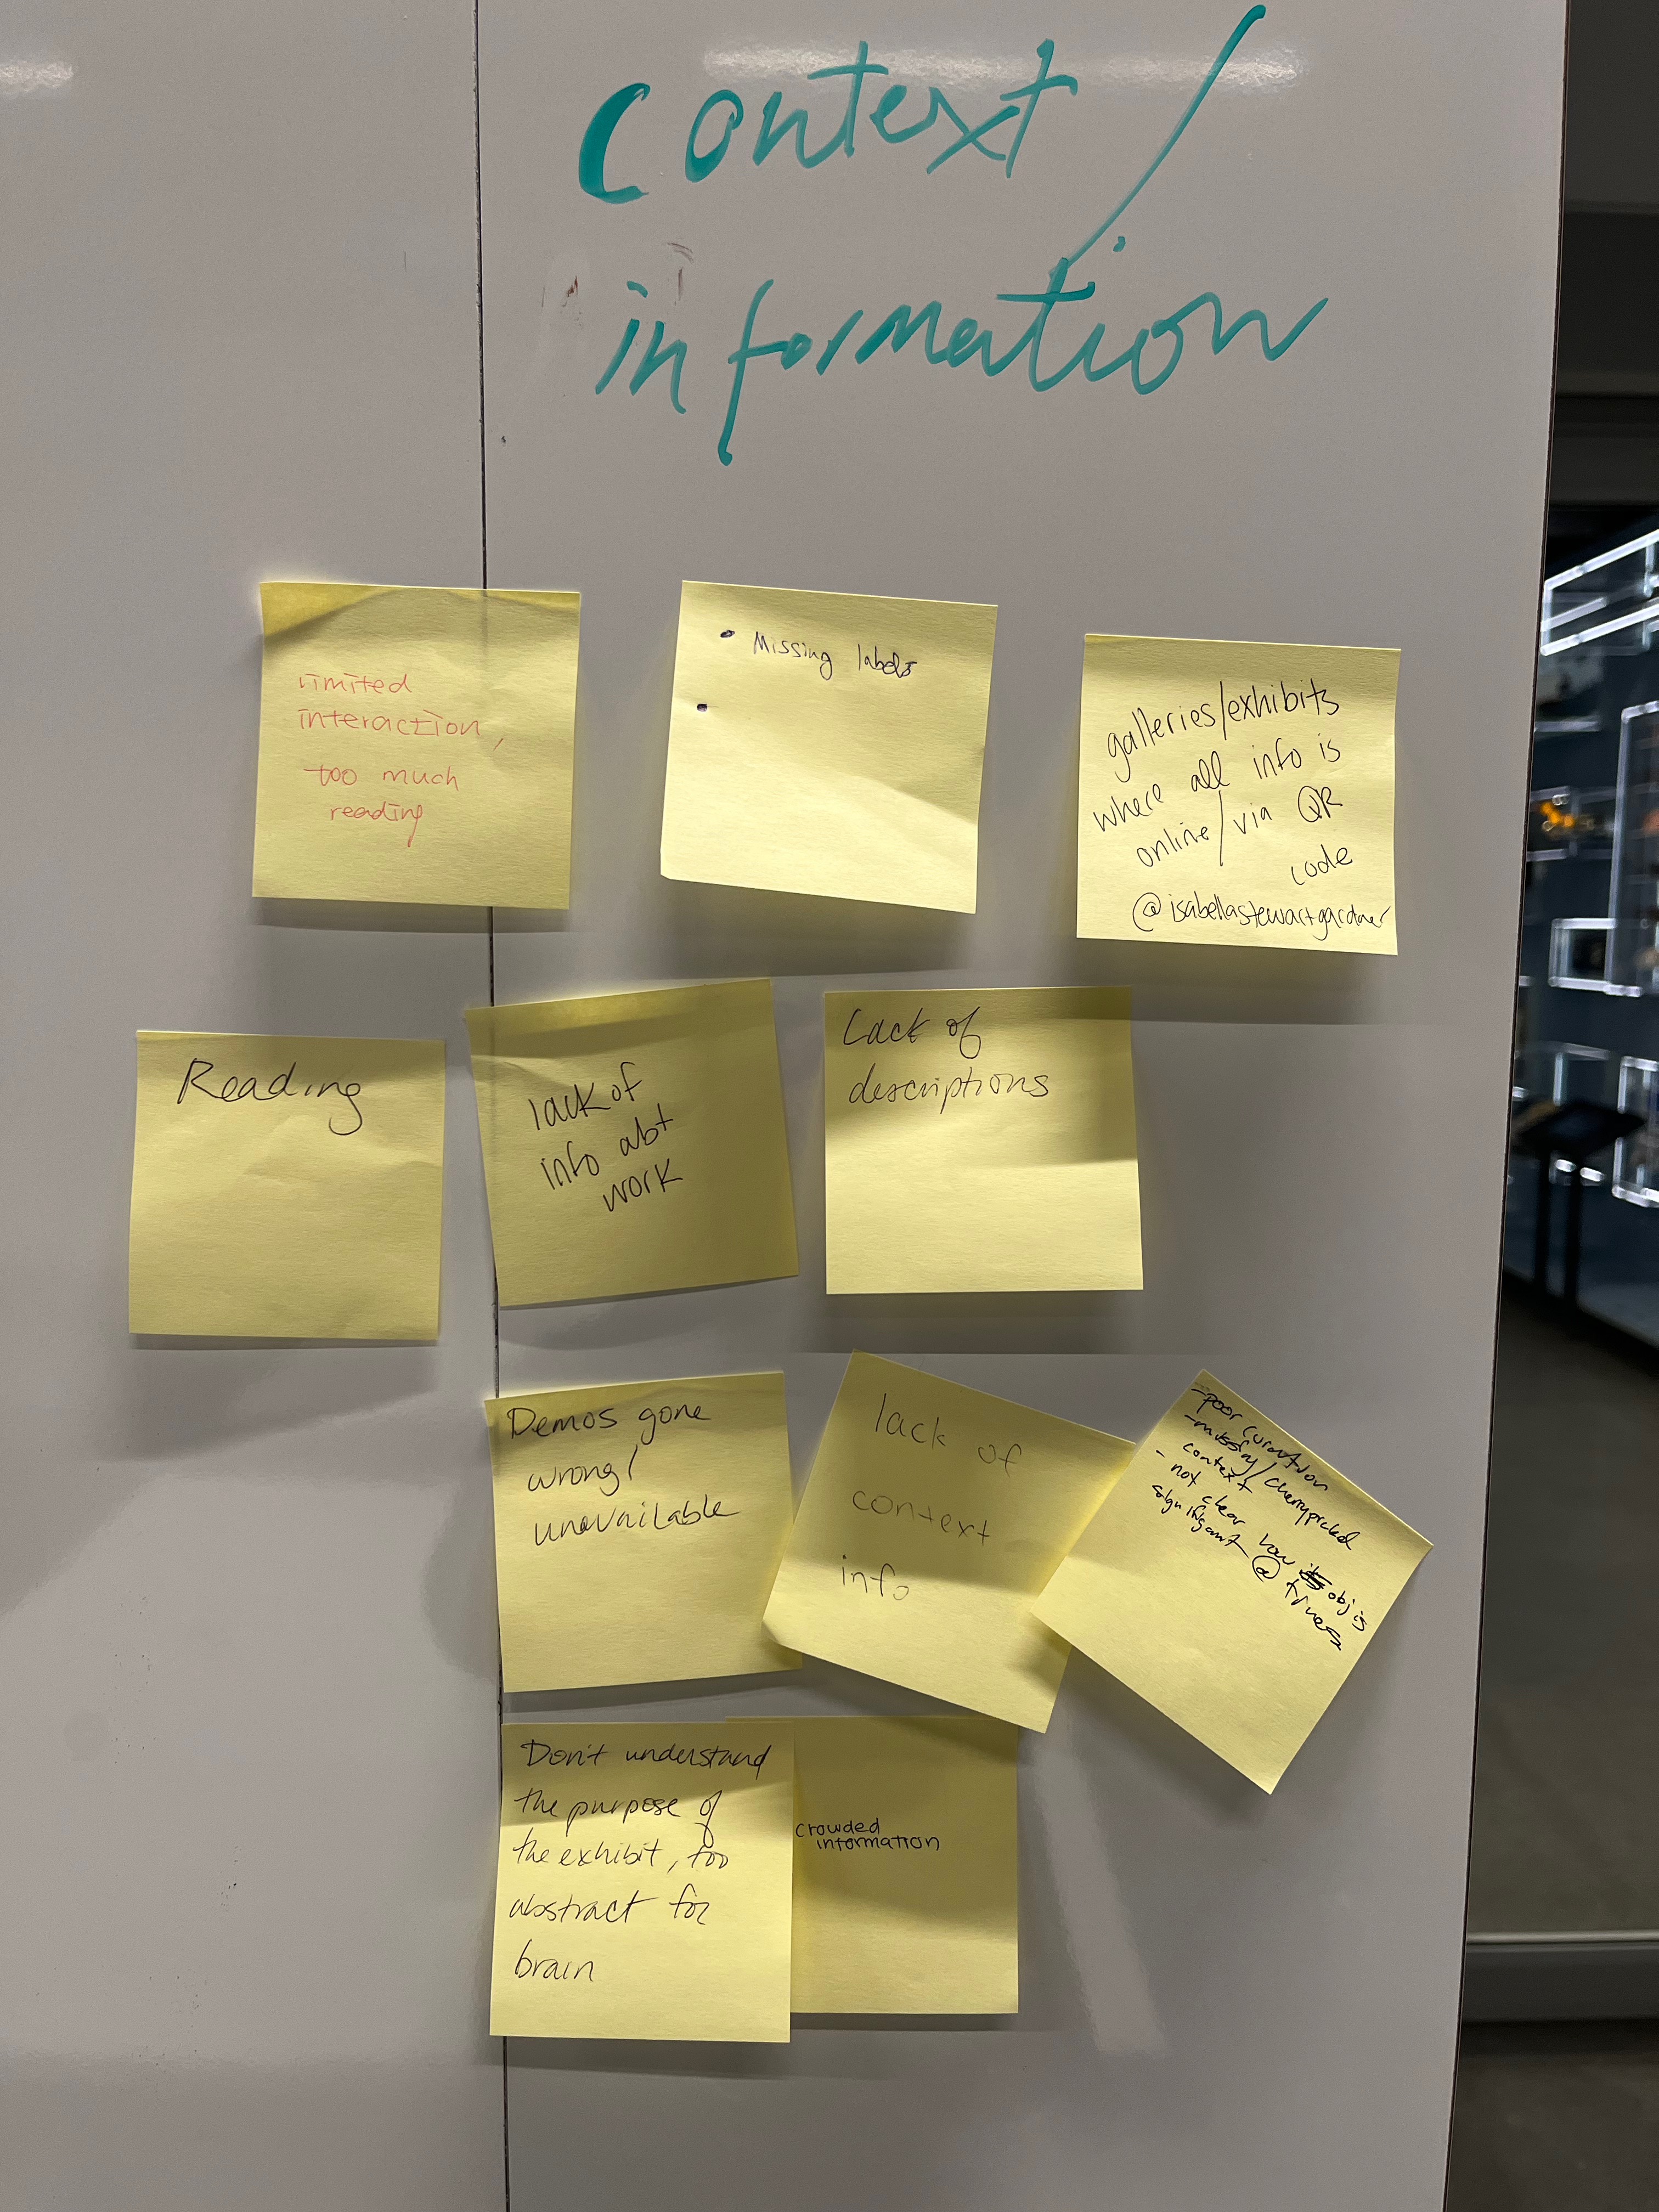 Context /
information
limited
interaction,
too much
reading
• Missing labels
•
galleries/exhibits
where all info is
online/via QR
code
@isabellastewartgardner
Reading
lack of
info abt
work
Lack of
descriptions
Demos gone
wrong/
unavailable
lack of
context
info
-poor curation
-missing/cherrypicked
context
- not clear how obj is
significant @ times
Don't understand
the purpose of
the exhibit, too
abstract for
brain
crowded
information